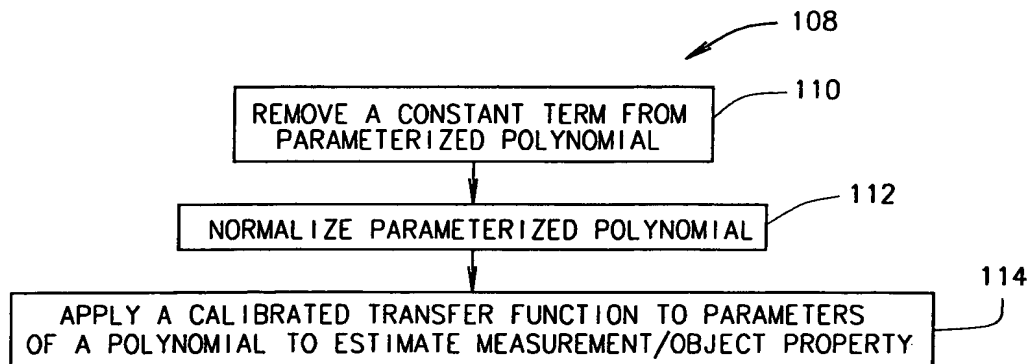 108
110
REMOVE A CONSTANT TERM FROM
PARAMETERIZED POLYNOMIAL
112
NORMALIZE PARAMETERIZED POLYNOMIAL
114
APPLY A CALIBRATED TRANSFER FUNCTION TO PARAMETERS
OF A POLYNOMIAL TO ESTIMATE MEASUREMENT/OBJECT PROPERTY